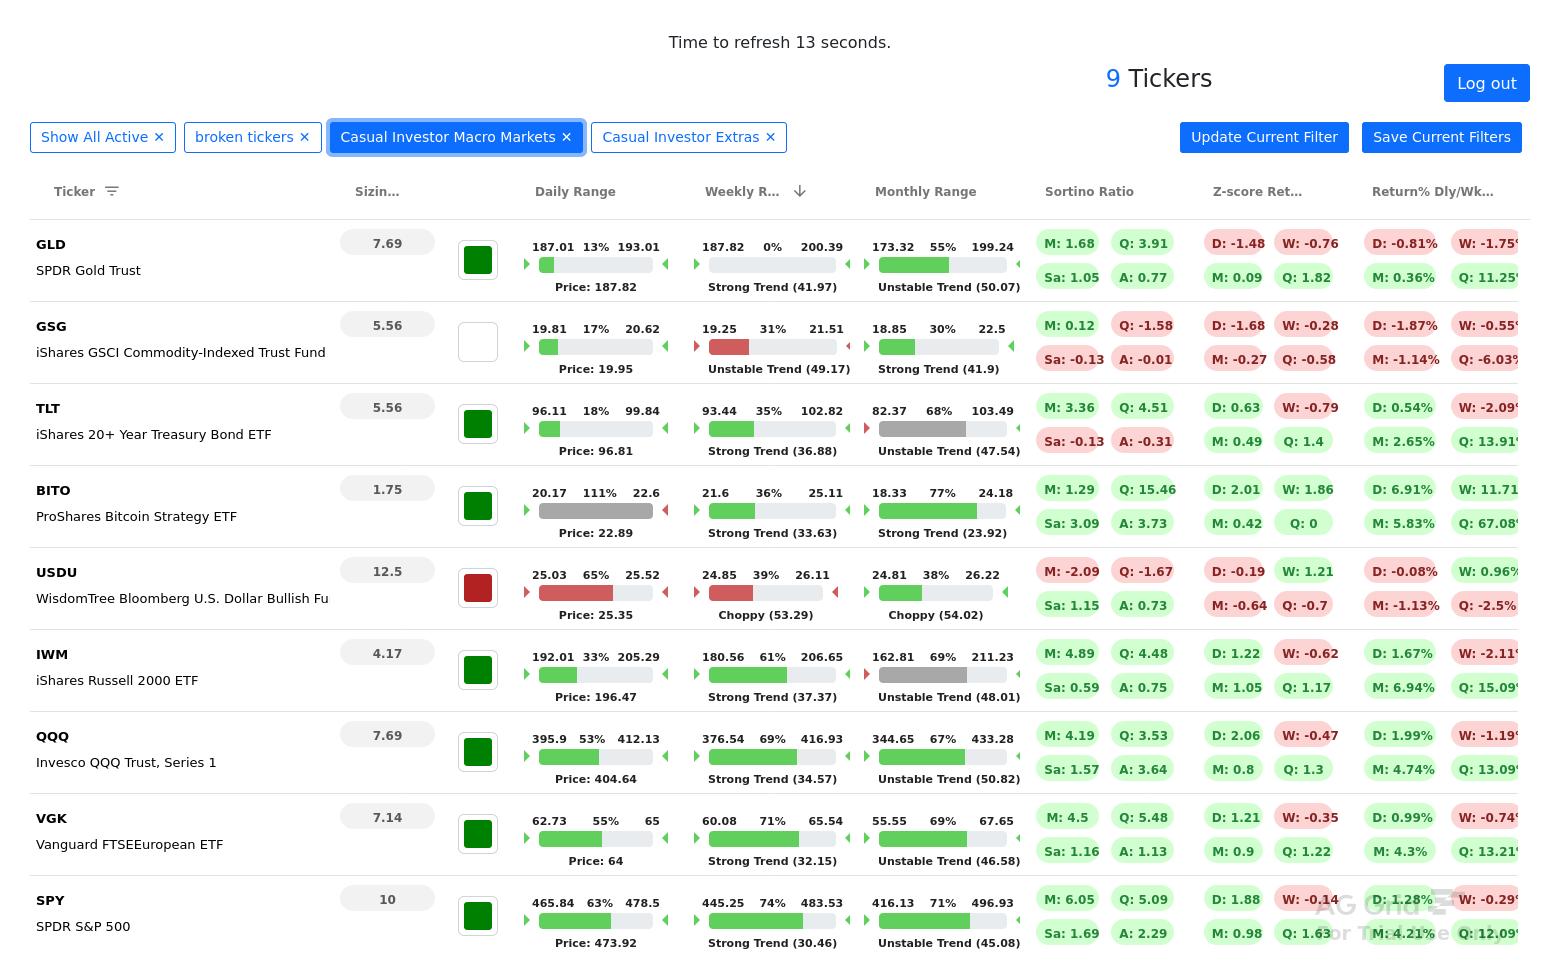 Time to refresh 13 seconds.
9 Tickers
Log out
Show All Active ✕ broken tickers ✕ Casual Investor Macro Markets ✕ Casual Investor Extras ✕ Update Current Filter Save Current Filters
Ticker Sizin… Daily Range Weekly R… Monthly Range Sortino Ratio Z-score Ret… Return% Dly/Wk…
GLD 7.69 187.01 13% 193.01 187.82 0% 200.39 173.32 55% 199.24 M: 1.68 Q: 3.91 D: -1.48 W: -0.76 D: -0.81% W: -1.75%
SPDR Gold Trust Price: 187.82 Strong Trend (41.97) Unstable Trend (50.07) Sa: 1.05 A: 0.77 M: 0.09 Q: 1.82 M: 0.36% Q: 11.25%
GSG 5.56 19.81 17% 20.62 19.25 31% 21.51 18.85 30% 22.5 M: 0.12 Q: -1.58 D: -1.68 W: -0.28 D: -1.87% W: -0.55%
iShares GSCI Commodity-Indexed Trust Fund Price: 19.95 Unstable Trend (49.17) Strong Trend (41.9) Sa: -0.13 A: -0.01 M: -0.27 Q: -0.58 M: -1.14% Q: -6.03%
TLT 5.56 96.11 18% 99.84 93.44 35% 102.82 82.37 68% 103.49 M: 3.36 Q: 4.51 D: 0.63 W: -0.79 D: 0.54% W: -2.09%
iShares 20+ Year Treasury Bond ETF Price: 96.81 Strong Trend (36.88) Unstable Trend (47.54) Sa: -0.13 A: -0.31 M: 0.49 Q: 1.4 M: 2.65% Q: 13.91%
BITO 1.75 20.17 111% 22.6 21.6 36% 25.11 18.33 77% 24.18 M: 1.29 Q: 15.46 D: 2.01 W: 1.86 D: 6.91% W: 11.71
ProShares Bitcoin Strategy ETF Price: 22.89 Strong Trend (33.63) Strong Trend (23.92) Sa: 3.09 A: 3.73 M: 0.42 Q: 0 M: 5.83% Q: 67.08%
USDU 12.5 25.03 65% 25.52 24.85 39% 26.11 24.81 38% 26.22 M: -2.09 Q: -1.67 D: -0.19 W: 1.21 D: -0.08% W: 0.96%
WisdomTree Bloomberg U.S. Dollar Bullish Fu Price: 25.35 Choppy (53.29) Choppy (54.02) Sa: 1.15 A: 0.73 M: -0.64 Q: -0.7 M: -1.13% Q: -2.5%
IWM 4.17 192.01 33% 205.29 180.56 61% 206.65 162.81 69% 211.23 M: 4.89 Q: 4.48 D: 1.22 W: -0.62 D: 1.67% W: -2.11%
iShares Russell 2000 ETF Price: 196.47 Strong Trend (37.37) Unstable Trend (48.01) Sa: 0.59 A: 0.75 M: 1.05 Q: 1.17 M: 6.94% Q: 15.09%
QQQ 7.69 395.9 53% 412.13 376.54 69% 416.93 344.65 67% 433.28 M: 4.19 Q: 3.53 D: 2.06 W: -0.47 D: 1.99% W: -1.19%
Invesco QQQ Trust, Series 1 Price: 404.64 Strong Trend (34.57) Unstable Trend (50.82) Sa: 1.57 A: 3.64 M: 0.8 Q: 1.3 M: 4.74% Q: 13.09%
VGK 7.14 62.73 55% 65 60.08 71% 65.54 55.55 69% 67.65 M: 4.5 Q: 5.48 D: 1.21 W: -0.35 D: 0.99% W: -0.74%
Vanguard FTSEEuropean ETF Price: 64 Strong Trend (32.15) Unstable Trend (46.58) Sa: 1.16 A: 1.13 M: 0.9 Q: 1.22 M: 4.3% Q: 13.21%
SPY 10 465.84 63% 478.5 445.25 74% 483.53 416.13 71% 496.93 M: 6.05 Q: 5.09 D: 1.88 W: -0.14 D: 1.28% W: -0.29%
SPDR S&P 500 Price: 473.92 Strong Trend (30.46) Unstable Trend (45.08) Sa: 1.69 A: 2.29 M: 0.98 Q: 1.63 M: 4.21% Q: 12.09%
AG Grid
For Trial Use Only